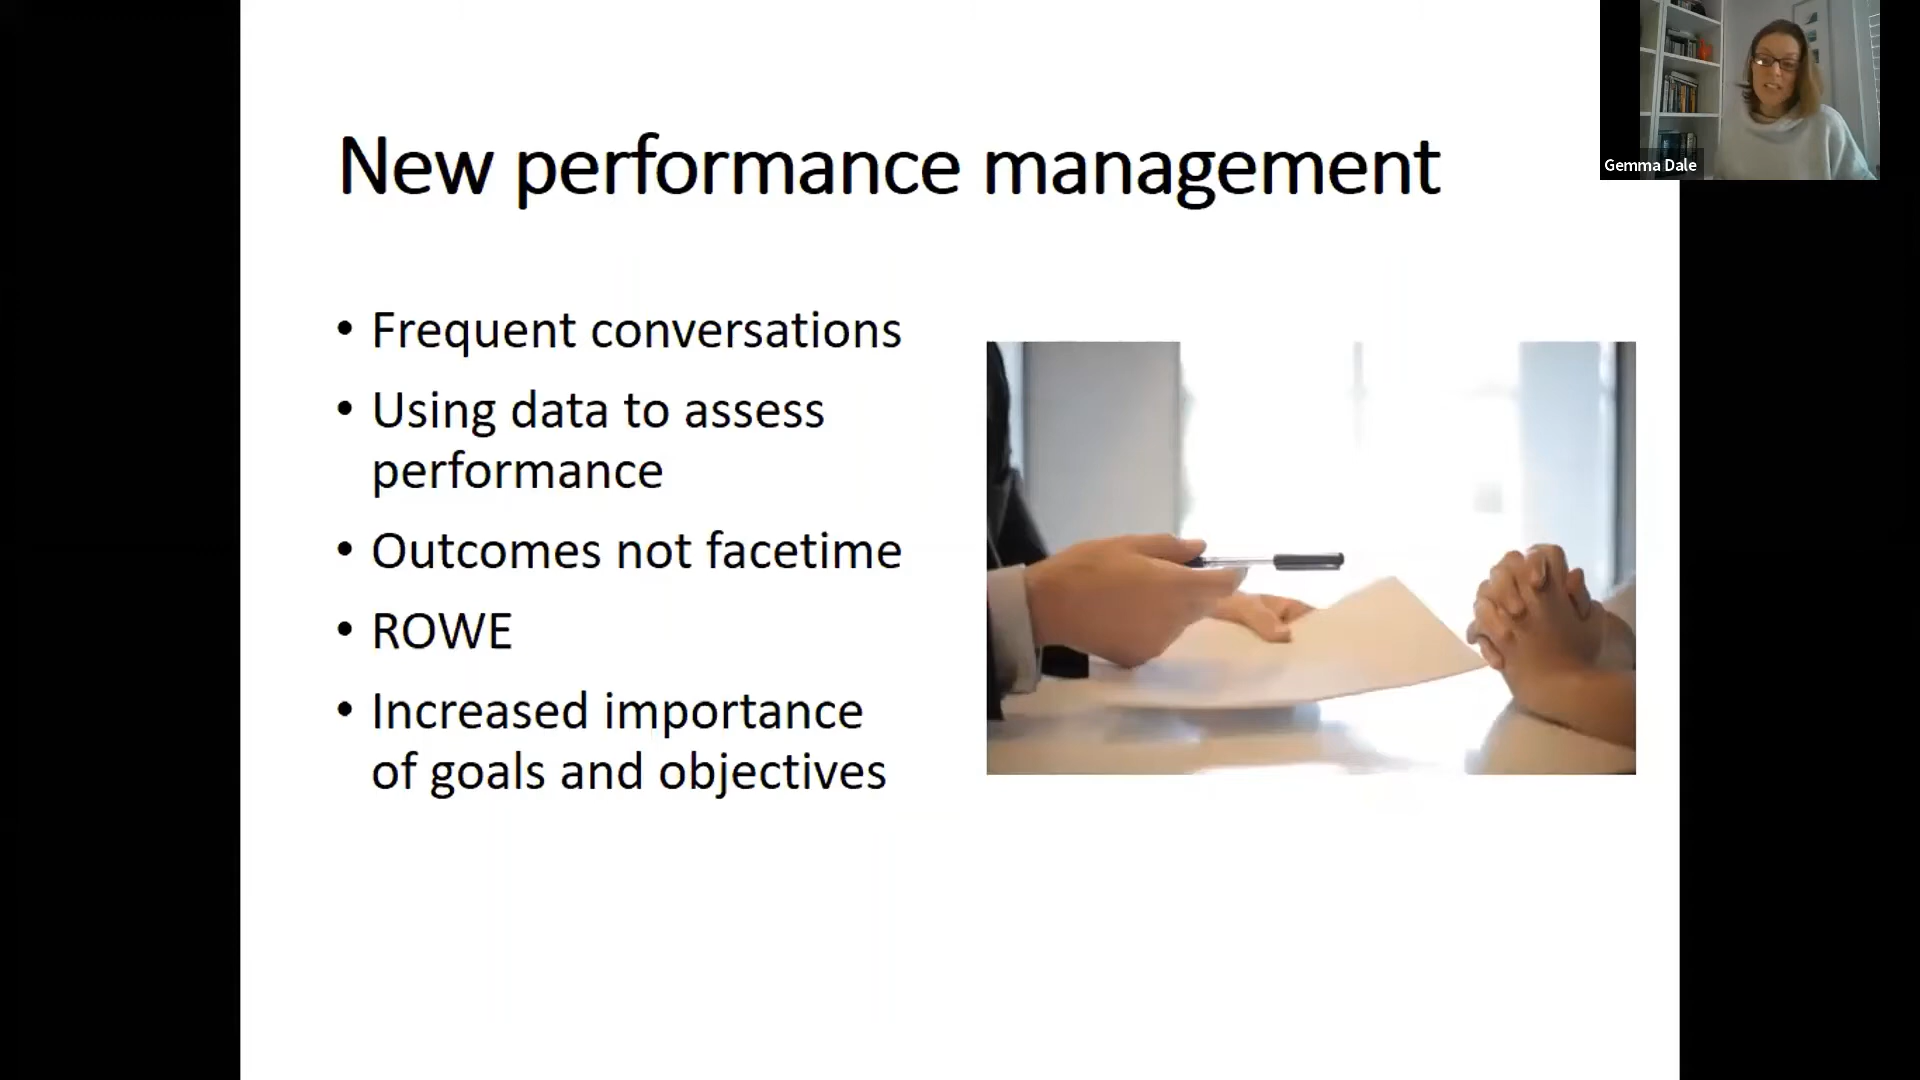 New performance management
Gemma Dale
• Frequent conversations
• Using data to assess
performance
• Outcomes not facetime
• ROWE
• Increased importance
of goals and objectives